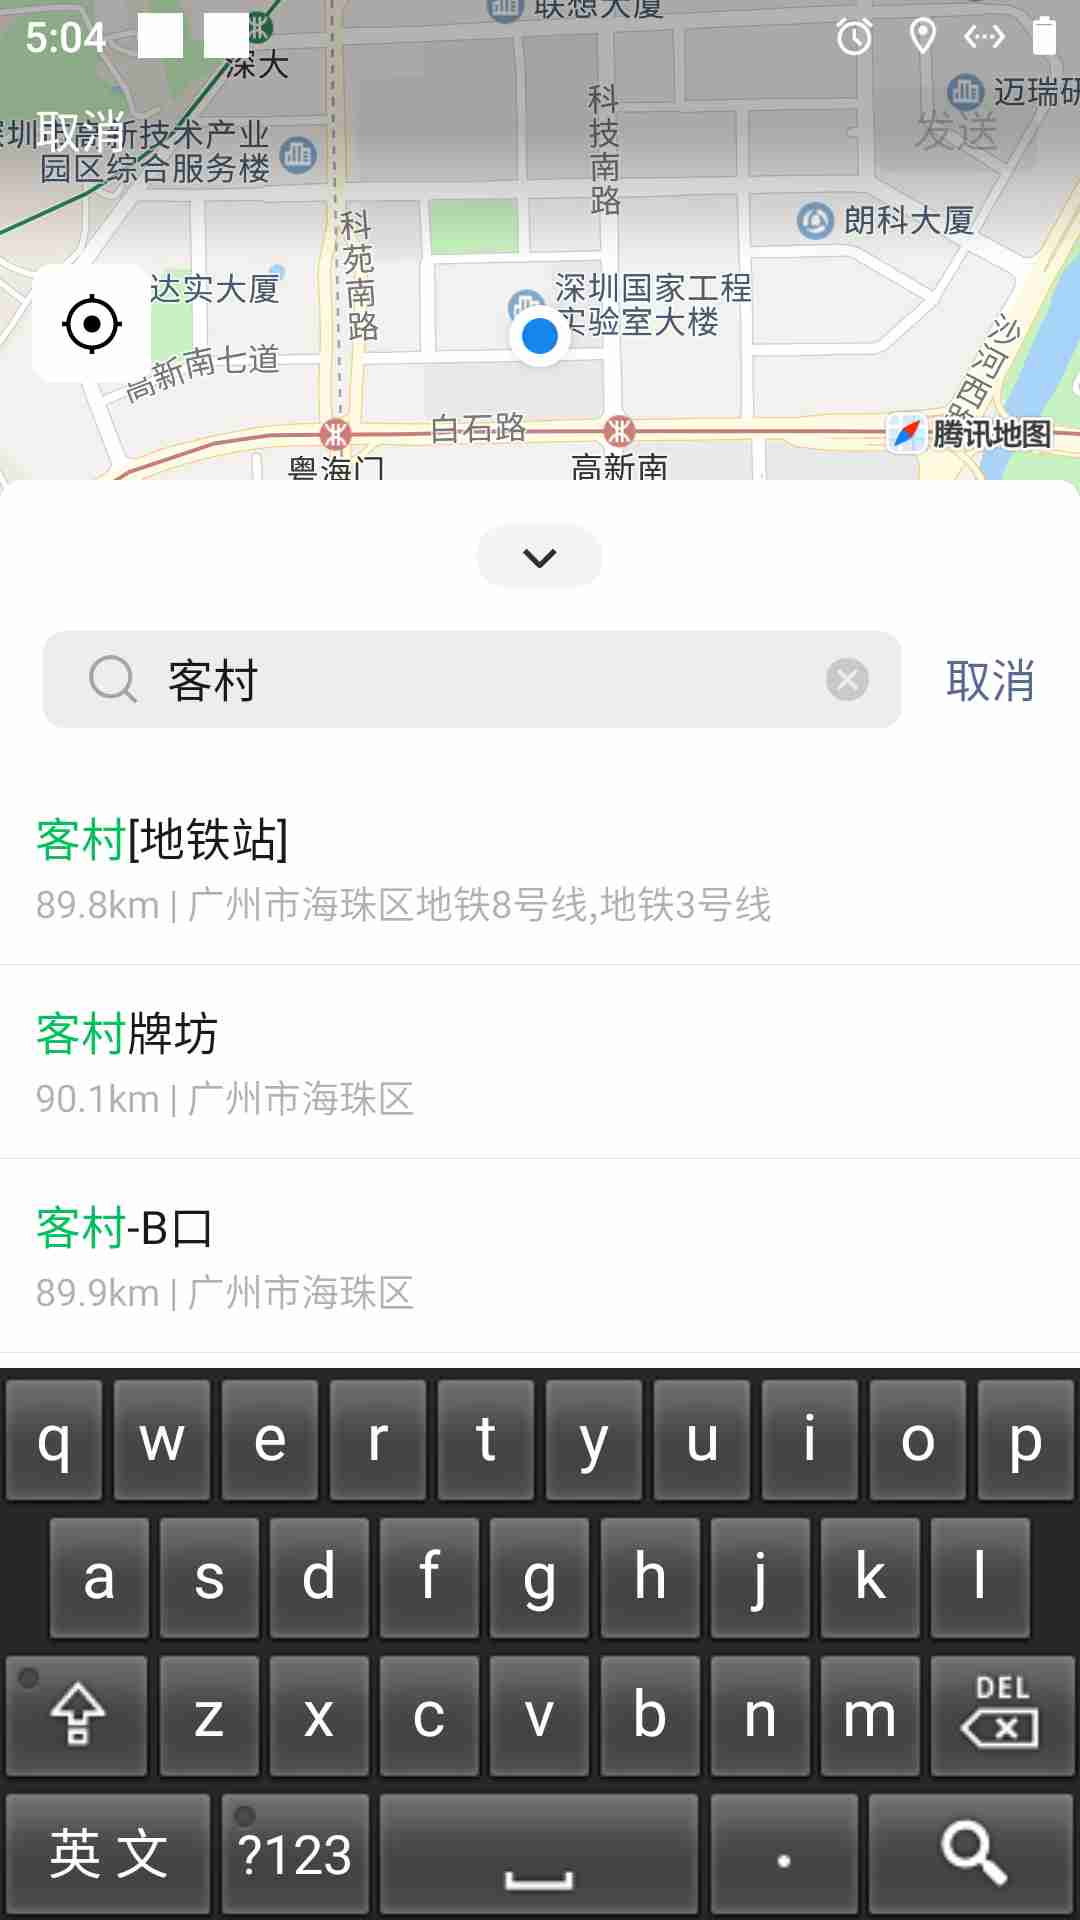 5:04
联想大厦
深大
迈瑞研
取消
发送
圳市高新技术产业
园区综合服务楼
科技南路
朗科大厦
科苑南路
达实大厦
深圳国家工程
实验室大楼
高新南七道
沙河西路
白石路
腾讯地图
粤海门
高新南
客村
取消
客村[地铁站]
89.8km | 广州市海珠区地铁8号线,地铁3号线
客村牌坊
90.1km | 广州市海珠区
客村-B口
89.9km | 广州市海珠区
q w e r t y u i o p
a s d f g h j k l
z x c v b n m DEL
英文 ?123 .